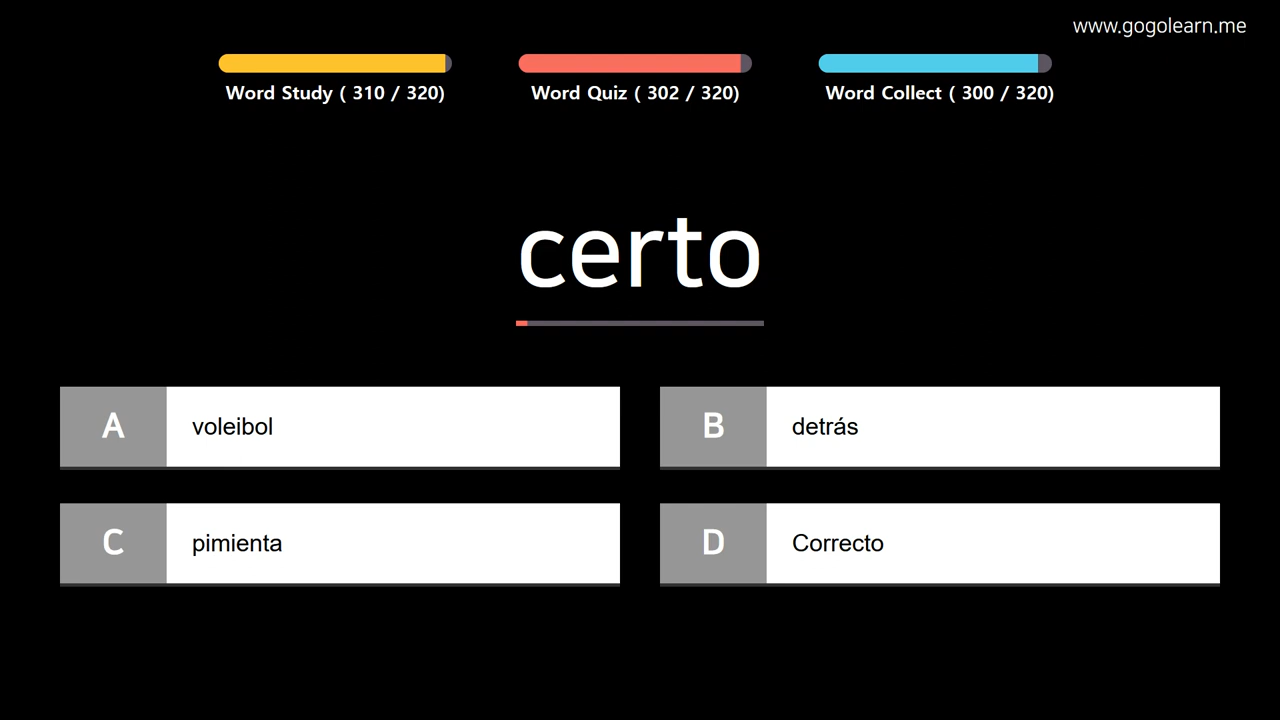 www.gogolearn.me
Word Study ( 310 / 320)
Word Quiz ( 302 / 320)
Word Collect ( 300 / 320)
certo
A voleibol
B detrás
C pimienta
D Correcto